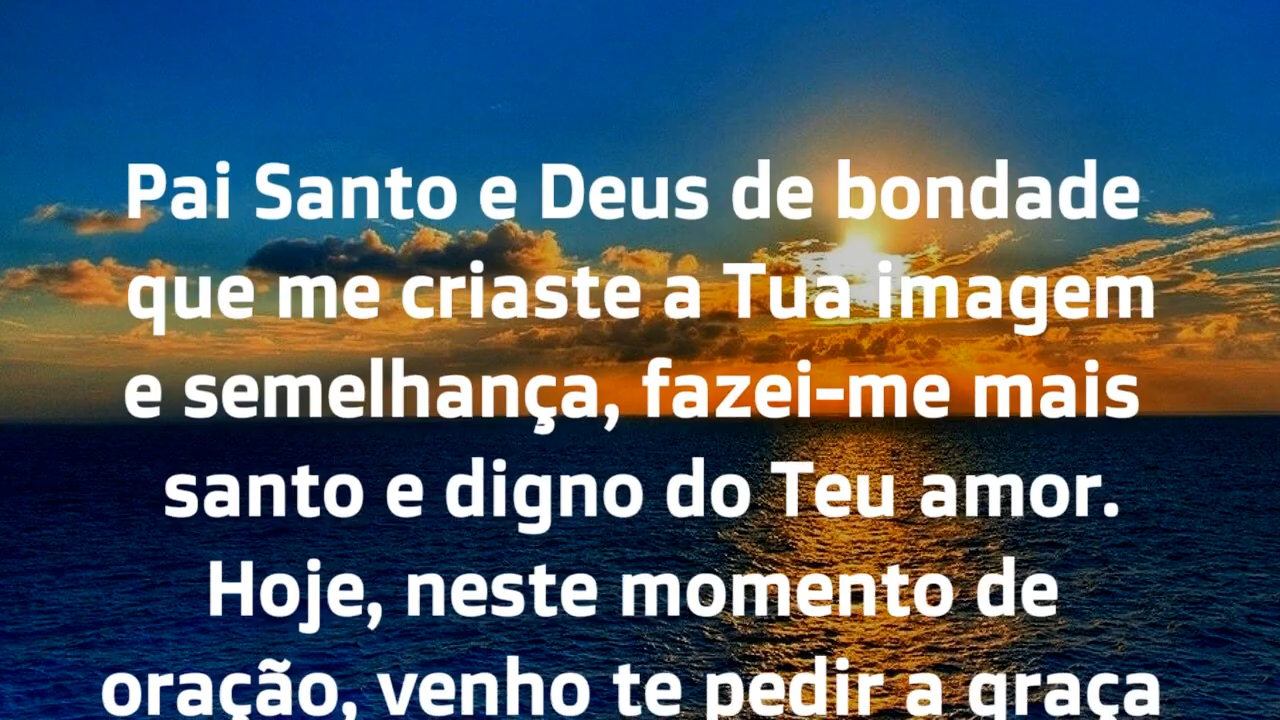 Pai Santo e Deus de bondade
que me criaste a Tua imagem
e semelhança, fazei-me mais
santo e digno do Teu amor.
Hoje, neste momento de
oração, venho te pedir a graça